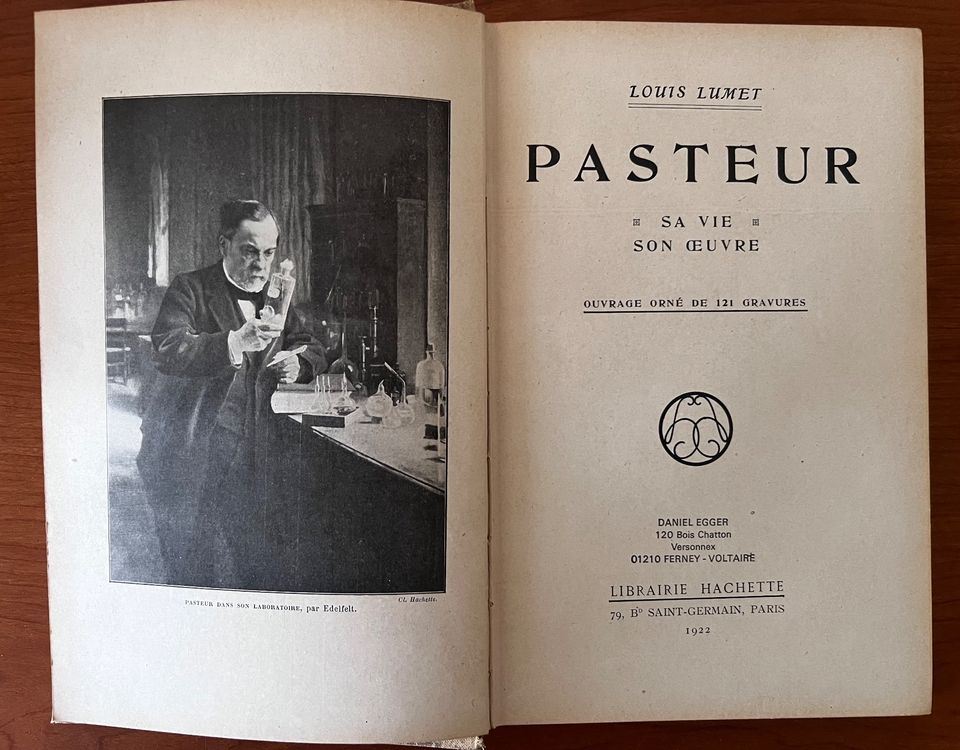 PASTEUR DANS SON LABORATOIRE, par Edelfelt.
Cl. Hachette.
LOUIS LUMET
PASTEUR
SA VIE
SON ŒUVRE
OUVRAGE ORNÉ DE 121 GRAVURES
DANIEL EGGER
120 Bois Chatton
Versonnex
01210 FERNEY - VOLTAIRE
LIBRAIRIE HACHETTE
79, Bᴰ SAINT-GERMAIN, PARIS
1922